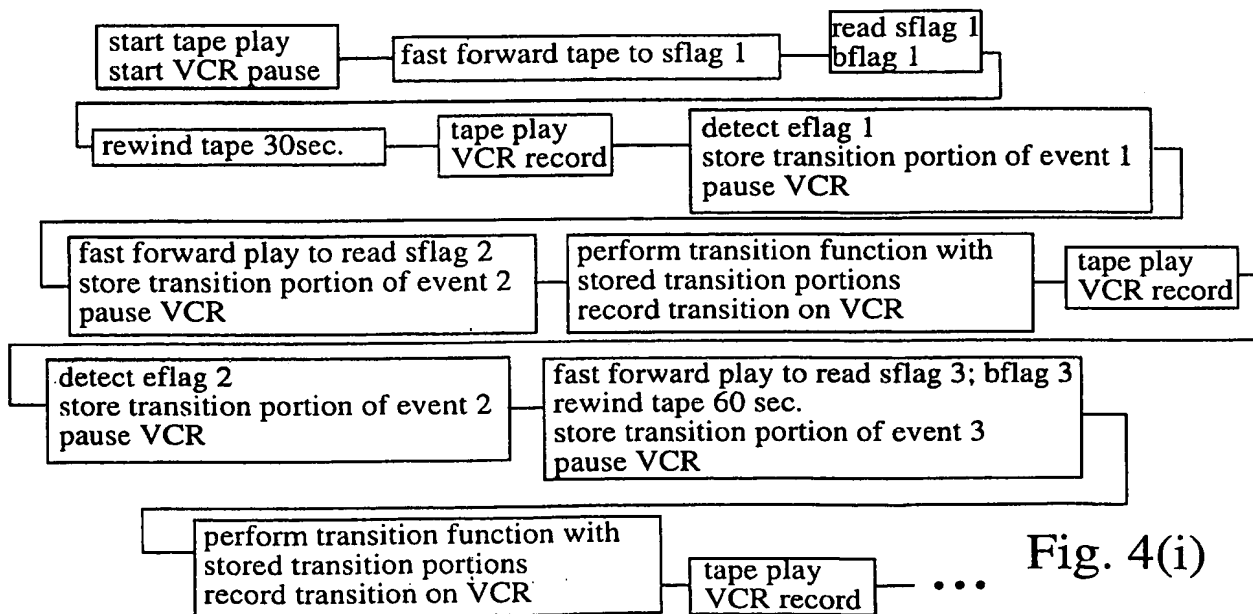 start tape play
start VCR pause
fast forward tape to sflag 1
read sflag 1
bflag 1
rewind tape 30sec.
tape play
VCR record
detect eflag 1
store transition portion of event 1
pause VCR
fast forward play to read sflag 2
store transition portion of event 2
pause VCR
perform transition function with
stored transition portions
record transition on VCR
tape play
VCR record
detect eflag 2
store transition portion of event 2
pause VCR
fast forward play to read sflag 3; bflag 3
rewind tape 60 sec.
store transition portion of event 3
pause VCR
perform transition function with
stored transition portions
record transition on VCR
tape play
VCR record
...
Fig. 4(i)